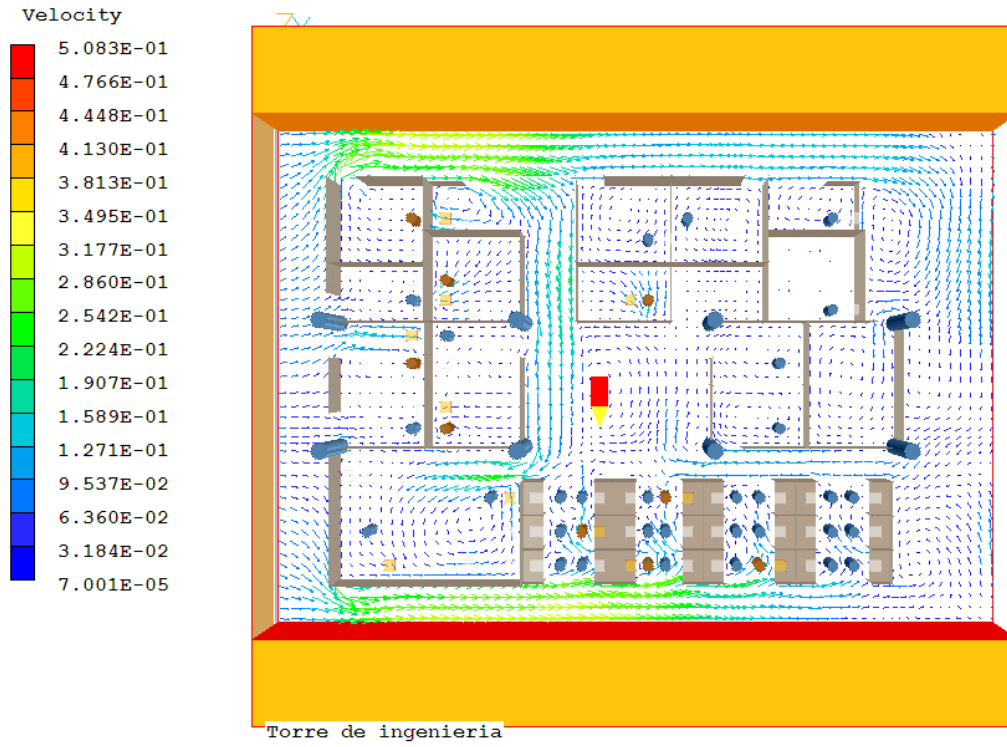 Velocity
5.083E-01
4.766E-01
4.448E-01
4.130E-01
3.813E-01
3.495E-01
3.177E-01
2.860E-01
2.542E-01
2.224E-01
1.907E-01
1.589E-01
1.271E-01
9.537E-02
6.360E-02
3.184E-02
7.001E-05
Torre de ingenieria